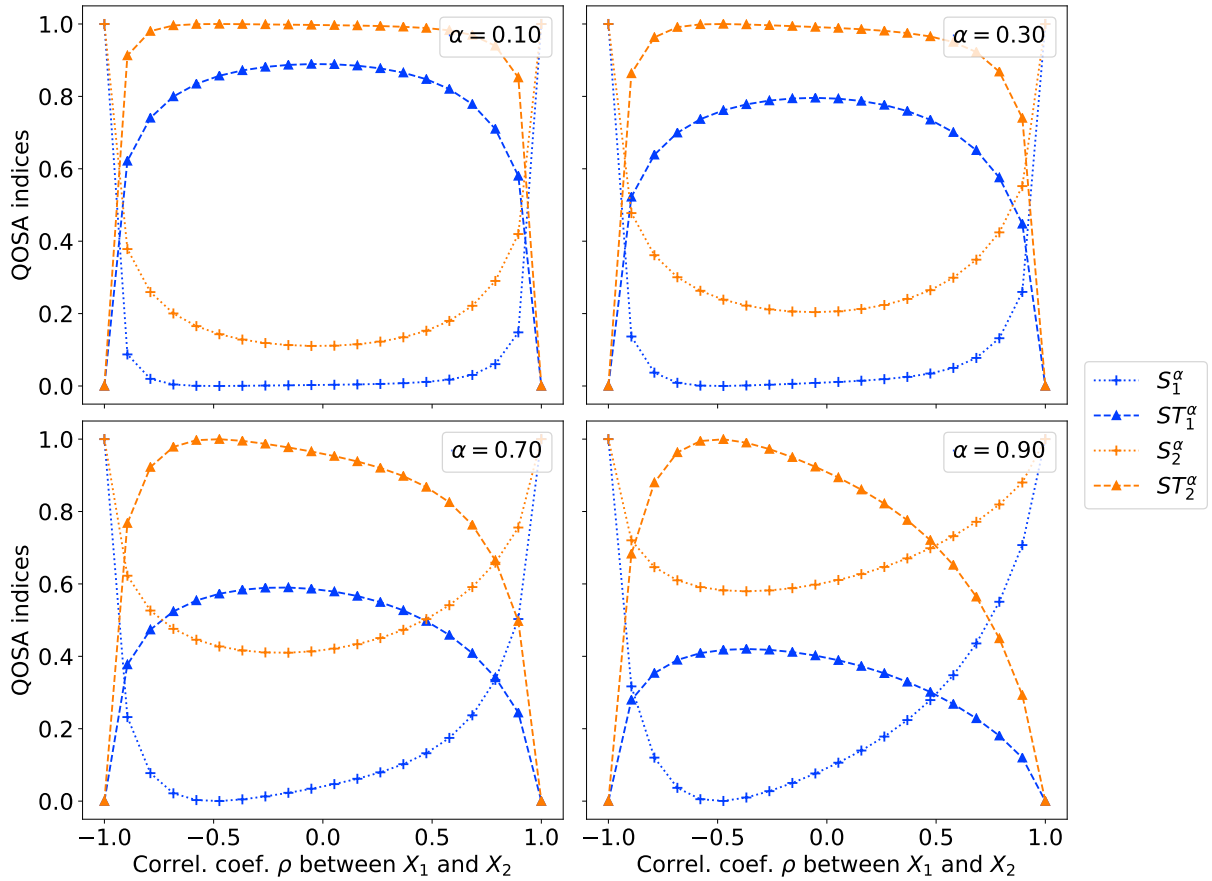 α = 0.10
α = 0.30
1.0
0.8
0.6
0.4
0.2
0.0
QOSA indices
α = 0.70
α = 0.90
1.0
0.8
0.6
0.4
0.2
0.0
QOSA indices
−1.0 −0.5 0.0 0.5 1.0
Correl. coef. ρ between X₁ and X₂
−1.0 −0.5 0.0 0.5 1.0
Correl. coef. ρ between X₁ and X₂
S₁^α
ST₁^α
S₂^α
ST₂^α